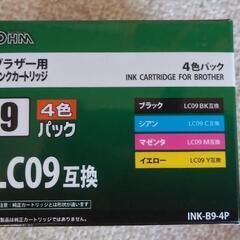 OHM
ブラザー用
インクカートリッジ
4色パック
INK CARTRIDGE FOR BROTHER
9
4色
パック
ブラック LC09 BK互換
シアン LC09 C互換
マゼンタ LC09 M互換
イエロー LC09 Y互換
LC09互換
INK-B9-4P